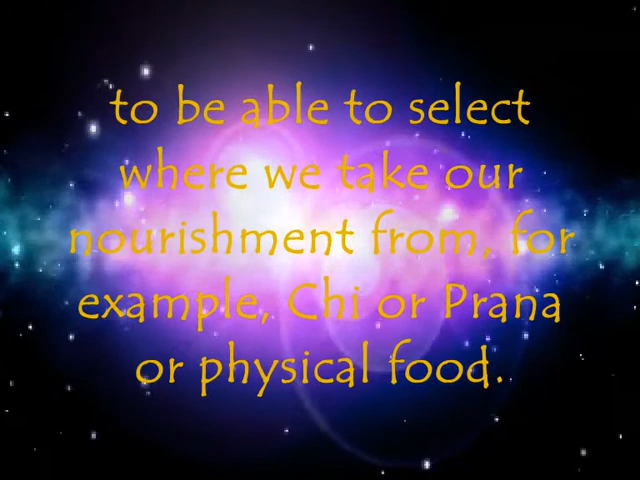 to be able to select
where we take our
nourishment from, for
example, Chi or Prana
or physical food.